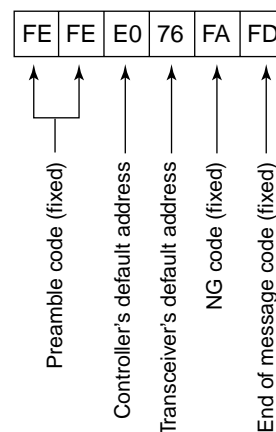 FE FE E0 76 FA FD
Preamble code (fixed)
Controller's default address
Transceiver's default address
NG code (fixed)
End of message code (fixed)